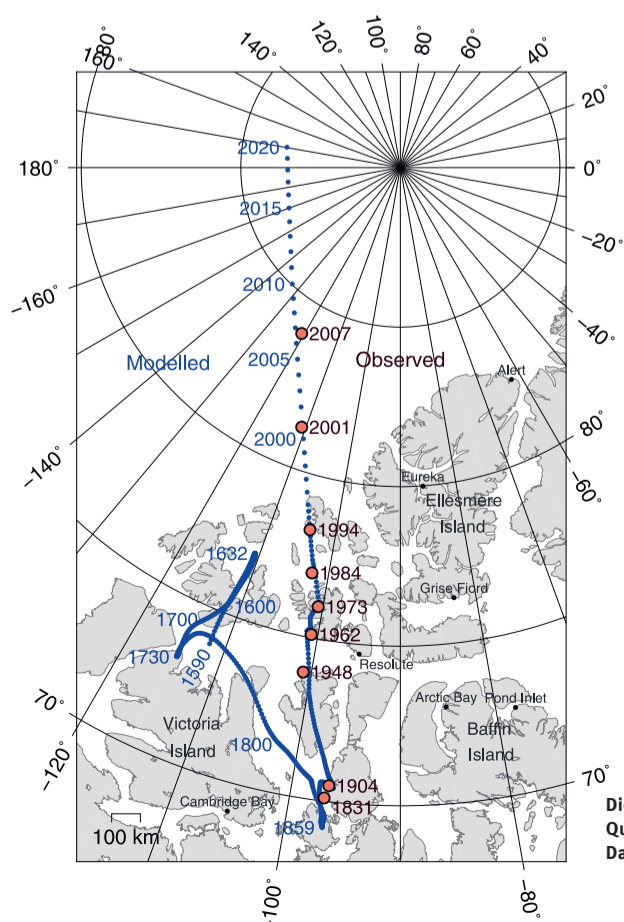 180°
160°
140°
120°
100°
80°
60°
40°
20°
180°
2020
0°
2015
−20°
2010
−160°
2007
−40°
Modelled
2005
Observed
Alert
2001
80°
2000
−140°
Eureka
−60°
Ellesmere
Island
1994
1632
1984
Grise Fiord
1600
1973
1700
1962
1730
1590
Resolute
1948
70°
Arctic Bay
Pond Inlet
Victoria
Island
Baffin
Island
1800
−120°
70°
1904
Cambridge Bay
1831
1859
100 km
Di
Qu
Da
−100°
−80°